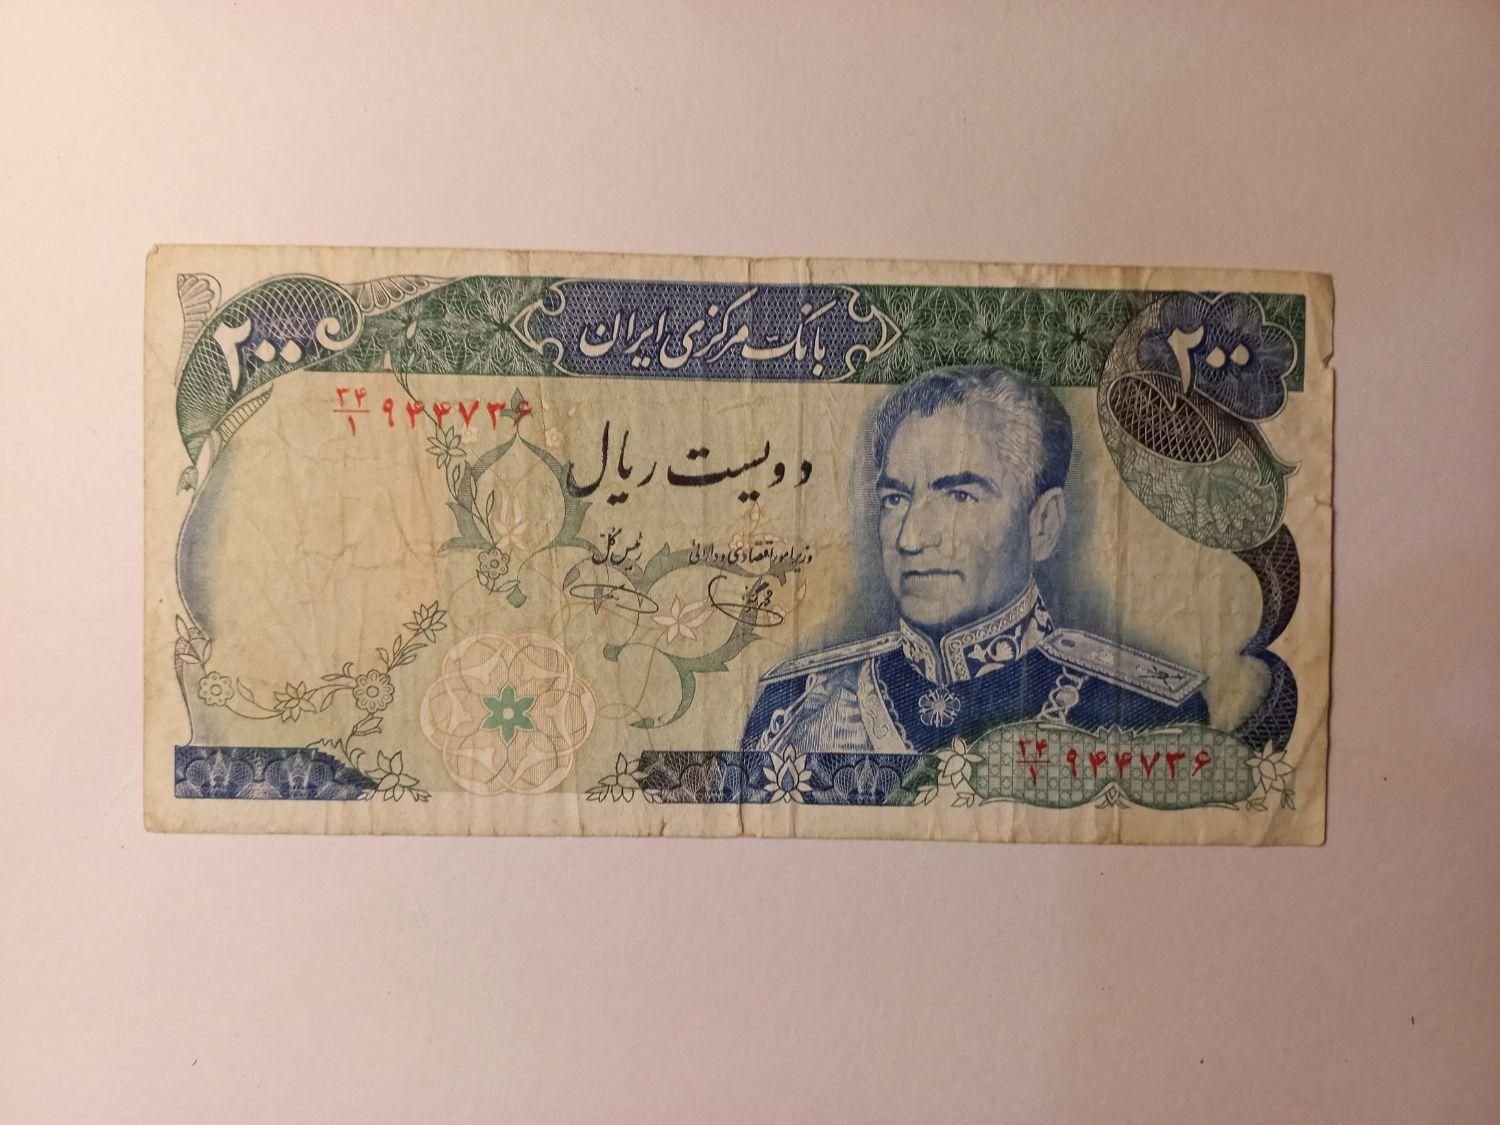 ۲۰۰
بانک مرکزی ایران
۲۰۰
۳۴/۱ ۹۴۴۷۳۶
دویست ریال
وزیر امور اقتصادی و دارائی
رئیس کل
۳۴/۱ ۹۴۴۷۳۶